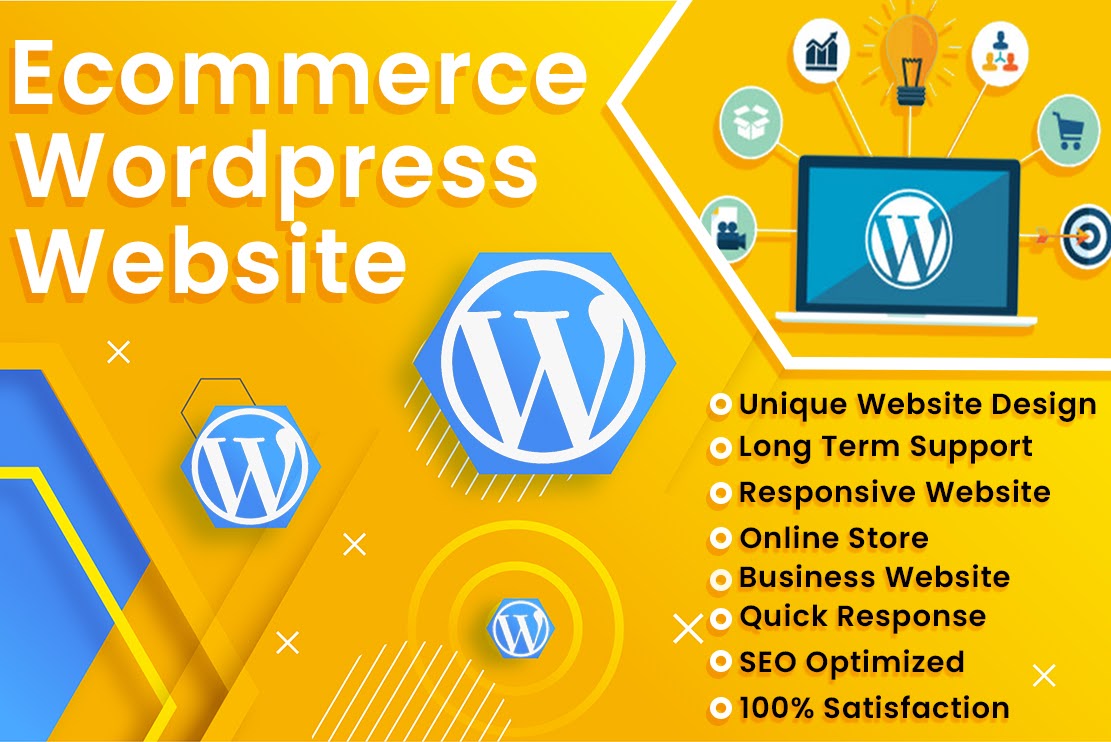 Ecommerce
Wordpress
Website
Unique Website Design
Long Term Support
Responsive Website
Online Store
Business Website
Quick Response
SEO Optimized
100% Satisfaction